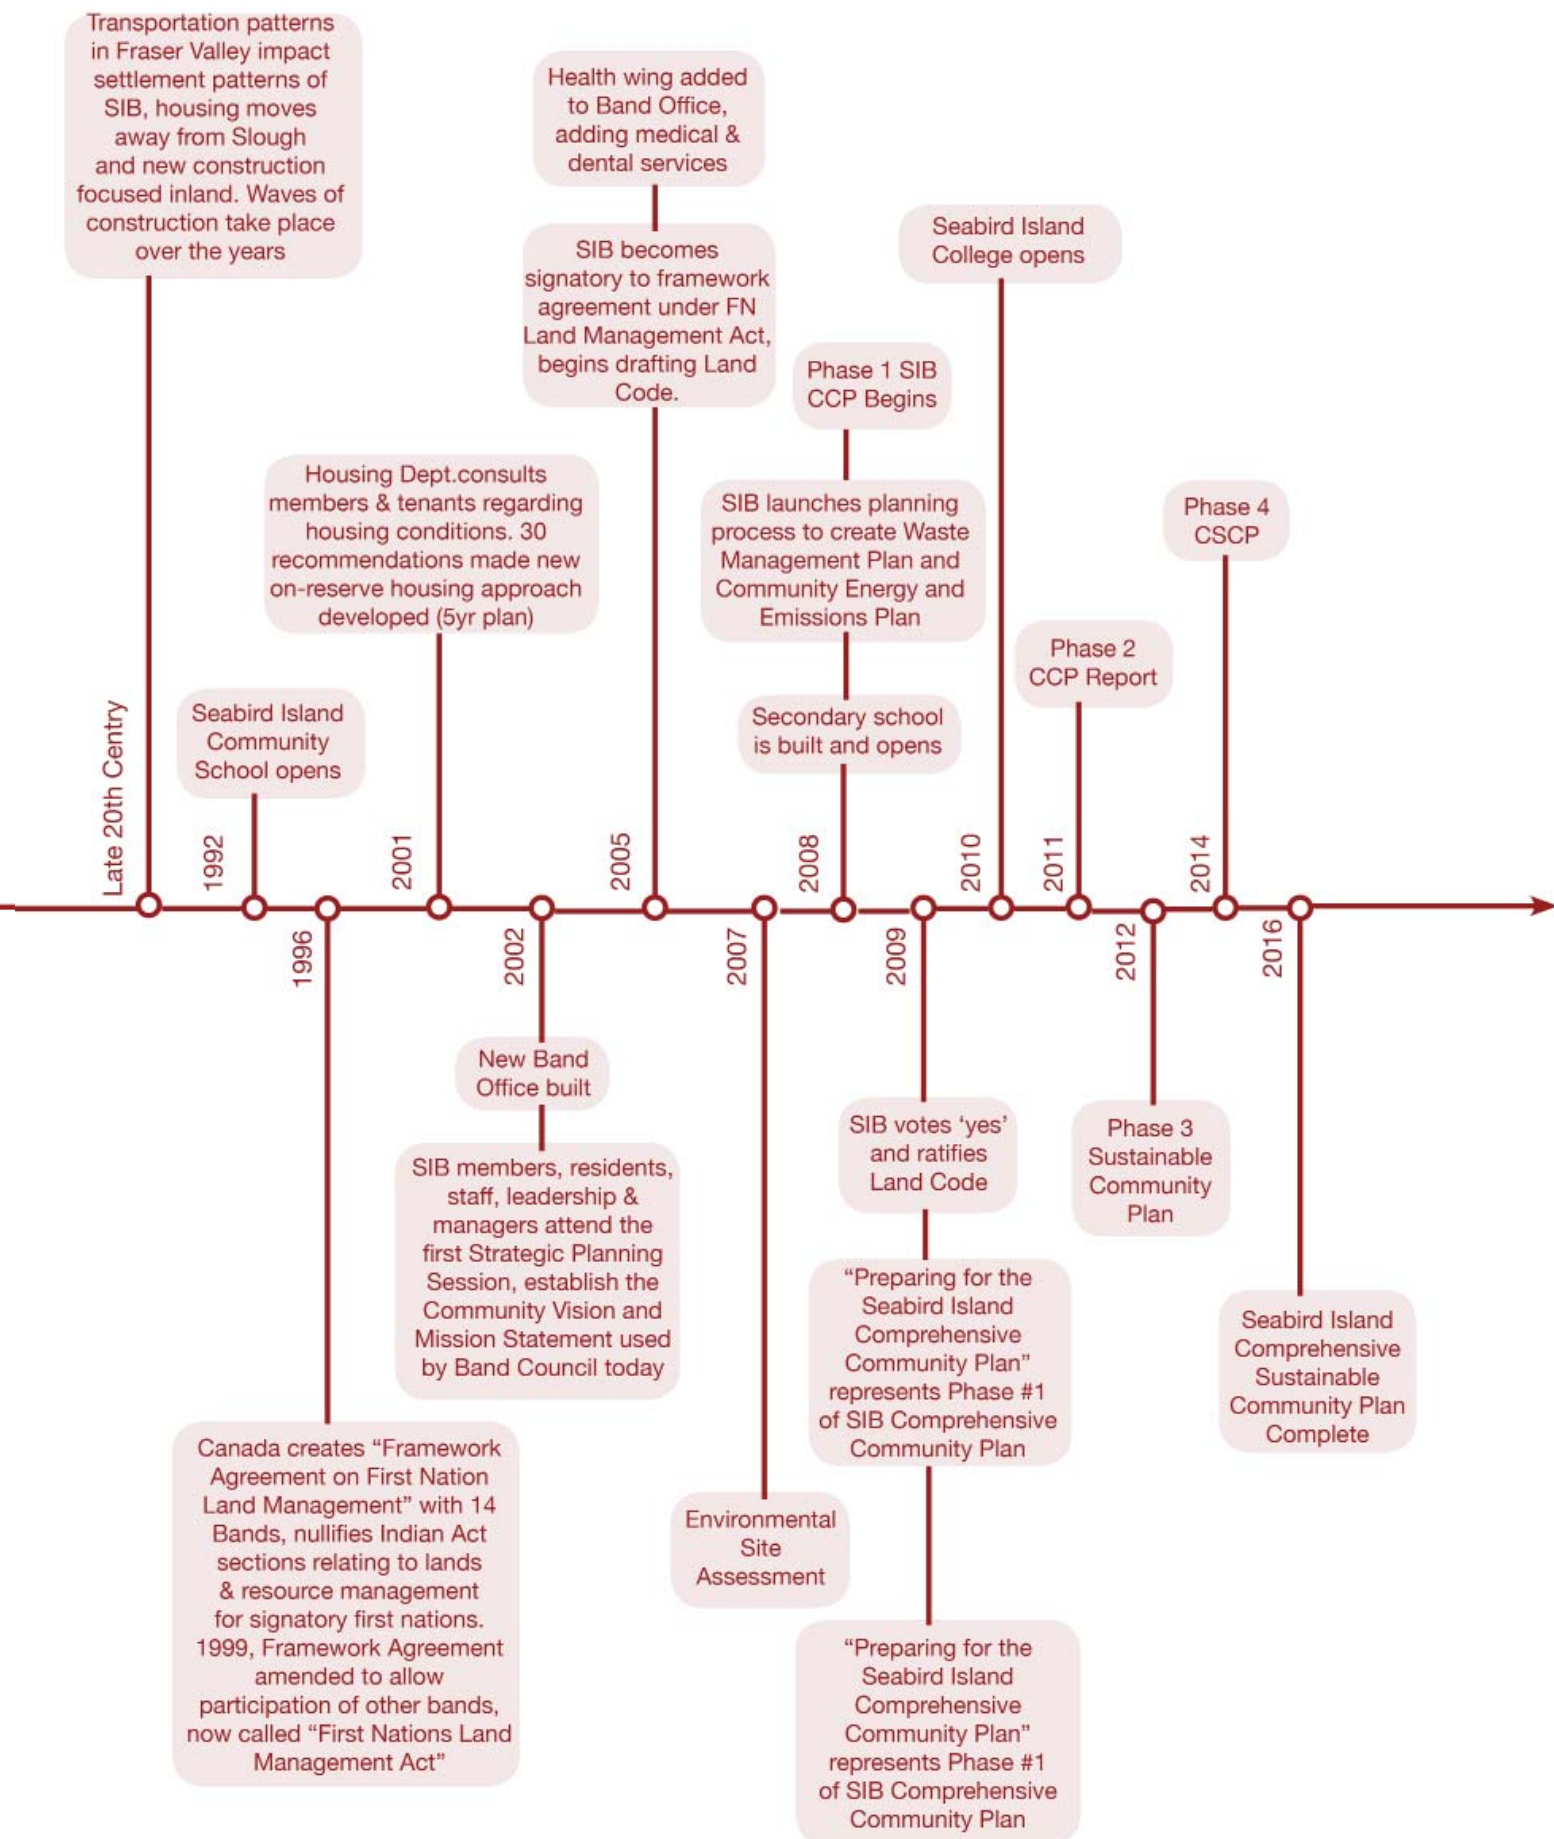 Transportation patterns
in Fraser Valley impact
settlement patterns of
SIB, housing moves
away from Slough
and new construction
focused inland. Waves of
construction take place
over the years
Late 20th Centry
Seabird Island
Community
School opens
1992
1996
Canada creates “Framework
Agreement on First Nation
Land Management” with 14
Bands, nullifies Indian Act
sections relating to lands
& resource management
for signatory first nations.
1999, Framework Agreement
amended to allow
participation of other bands,
now called “First Nations Land
Management Act”
Housing Dept.consults
members & tenants regarding
housing conditions. 30
recommendations made new
on-reserve housing approach
developed (5yr plan)
2001
2002
New Band
Office built
SIB members, residents,
staff, leadership &
managers attend the
first Strategic Planning
Session, establish the
Community Vision and
Mission Statement used
by Band Council today
Health wing added
to Band Office,
adding medical &
dental services
SIB becomes
signatory to framework
agreement under FN
Land Management Act,
begins drafting Land
Code.
2005
2007
Environmental
Site
Assessment
Phase 1 SIB
CCP Begins
SIB launches planning
process to create Waste
Management Plan and
Community Energy and
Emissions Plan
Secondary school
is built and opens
2008
2009
SIB votes ‘yes’
and ratifies
Land Code
“Preparing for the
Seabird Island
Comprehensive
Community Plan”
represents Phase #1
of SIB Comprehensive
Community Plan
“Preparing for the
Seabird Island
Comprehensive
Community Plan”
represents Phase #1
of SIB Comprehensive
Community Plan
Seabird Island
College opens
2010
Phase 2
CCP Report
2011
2012
Phase 3
Sustainable
Community
Plan
Phase 4
CSCP
2014
2016
Seabird Island
Comprehensive
Sustainable
Community Plan
Complete